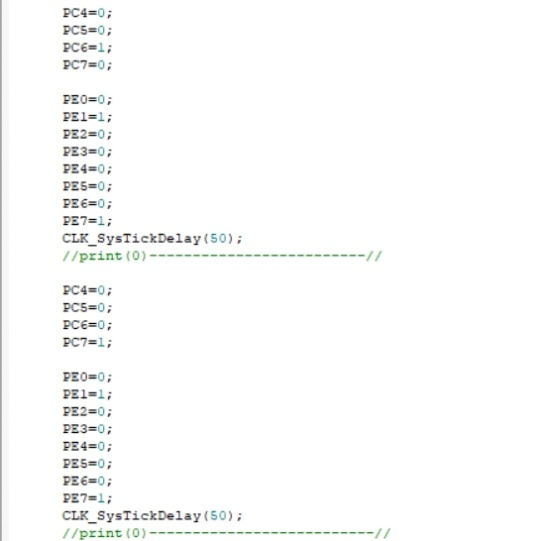 PC4=0;
PC5=0;
PC6=1;
PC7=0;
PE0=0;
PE1=1;
PE2=0;
PE3=0;
PE4=0;
PE5=0;
PE6=0;
PE7=1;
CLK_SysTickDelay(50);
//print(0)-------------------------//
PC4=0;
PC5=0;
PC6=0;
PC7=1;
PE0=0;
PE1=1;
PE2=0;
PE3=0;
PE4=0;
PE5=0;
PE6=0;
PE7=1;
CLK_SysTickDelay(50);
//print(0)--------------------------//